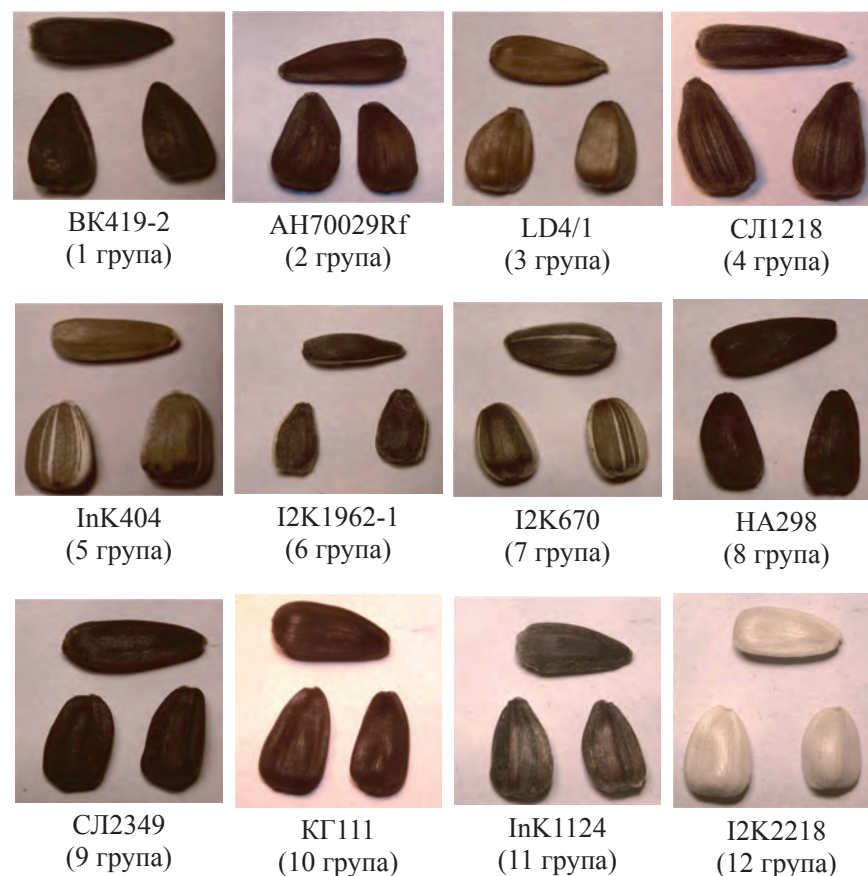 ВК419-2
(1 група)
АН70029Rf
(2 група)
LD4/1
(3 група)
СЛ1218
(4 група)
InK404
(5 група)
I2K1962-1
(6 група)
I2K670
(7 група)
НА298
(8 група)
СЛ2349
(9 група)
КГ111
(10 група)
InK1124
(11 група)
I2K2218
(12 група)